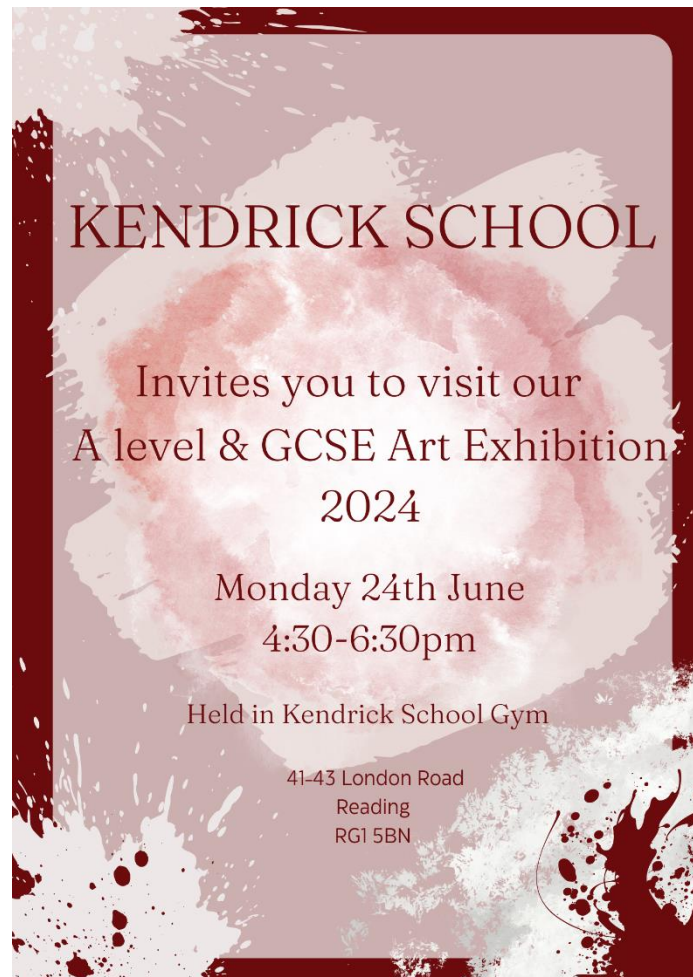 KENDRICK SCHOOL
Invites you to visit our
A level & GCSE Art Exhibition
2024
Monday 24th June
4:30-6:30pm
Held in Kendrick School Gym
41-43 London Road
Reading
RG1 5BN